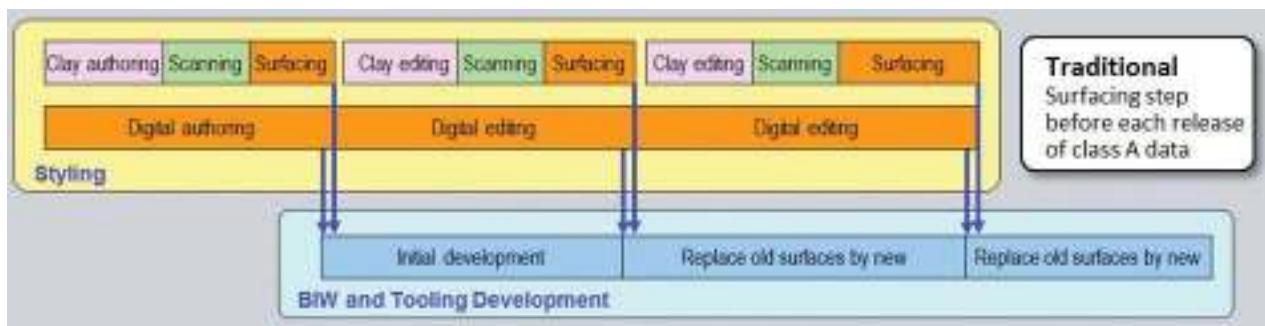 Clay authoring Scanning Surfacing Clay editing Scanning Surfacing Clay editing Scanning Surfacing
Digital authoring Digital editing Digital editing
Styling
Traditional
Surfacing step
before each release
of class A data
Initial development Replace old surfaces by new Replace old surfaces by new
BIW and Tooling Development